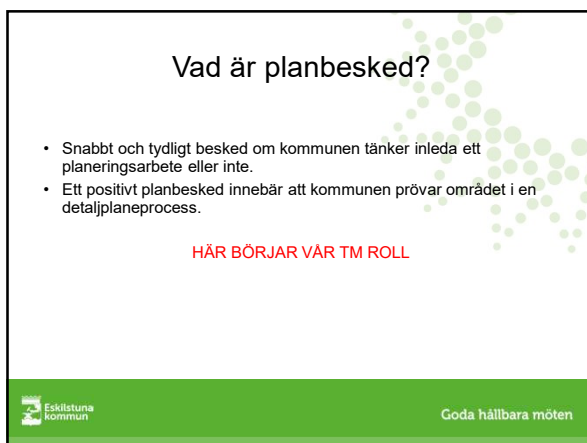 Vad är planbesked?
• Snabbt och tydligt besked om kommunen tänker inleda ett
planeringsarbete eller inte.
• Ett positivt planbesked innebär att kommunen prövar området i en
detaljplaneprocess.
HÄR BÖRJAR VÅR TM ROLL
Eskilstuna
kommun
Goda hållbara möten